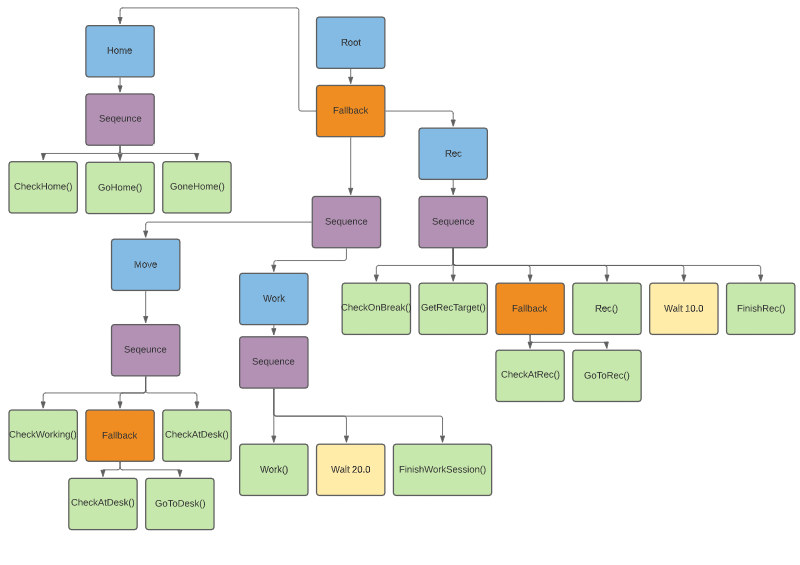 Root
Home
Fallback
Seqeunce
Rec
CheckHome()
GoHome()
GoneHome()
Sequence
Sequence
Move
Work
CheckOnBreak()
GetRecTarget()
Fallback
Rec()
Wait 10.0
FinishRec()
Seqeunce
Sequence
CheckAtRec()
GoToRec()
CheckWorking()
Fallback
CheckAtDesk()
Work()
Wait 20.0
FinishWorkSession()
CheckAtDesk()
GoToDesk()